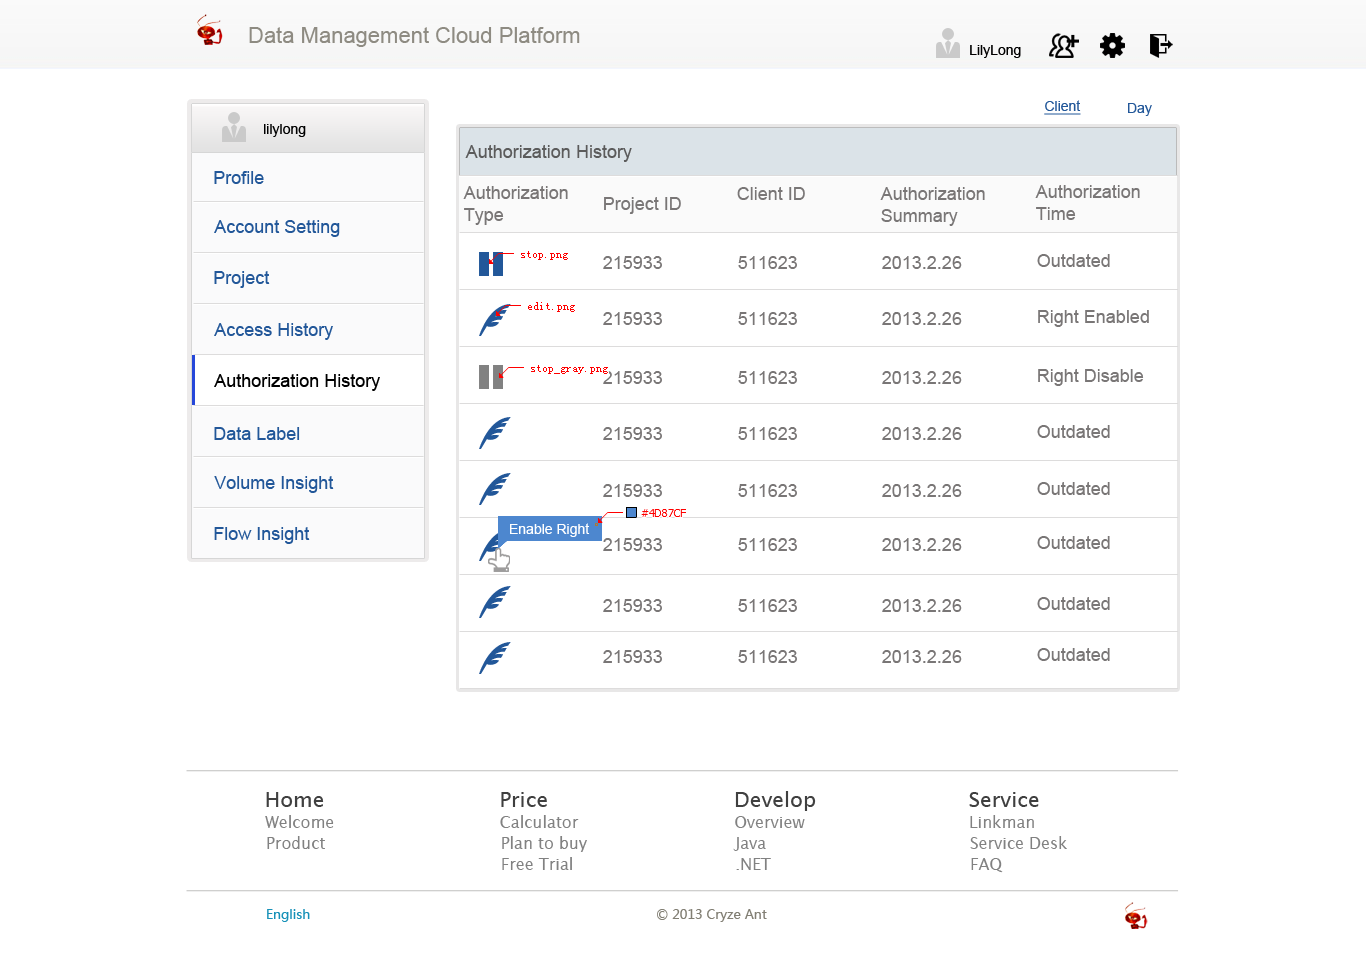 Data Management Cloud Platform
LilyLong
Client Day
lilylong
Profile
Account Setting
Project
Access History
Authorization History
Data Label
Volume Insight
Flow Insight
Authorization History
Authorization Type Project ID Client ID Authorization Summary Authorization Time
stop.png 215933 511623 2013.2.26 Outdated
edit.png 215933 511623 2013.2.26 Right Enabled
stop_gray.png 215933 511623 2013.2.26 Right Disable
215933 511623 2013.2.26 Outdated
215933 511623 2013.2.26 Outdated
#4D87CF
Enable Right
215933 511623 2013.2.26 Outdated
215933 511623 2013.2.26 Outdated
215933 511623 2013.2.26 Outdated
Home
Welcome
Product
Price
Calculator
Plan to buy
Free Trial
Develop
Overview
Java
.NET
Service
Linkman
Service Desk
FAQ
English
© 2013 Cryze Ant